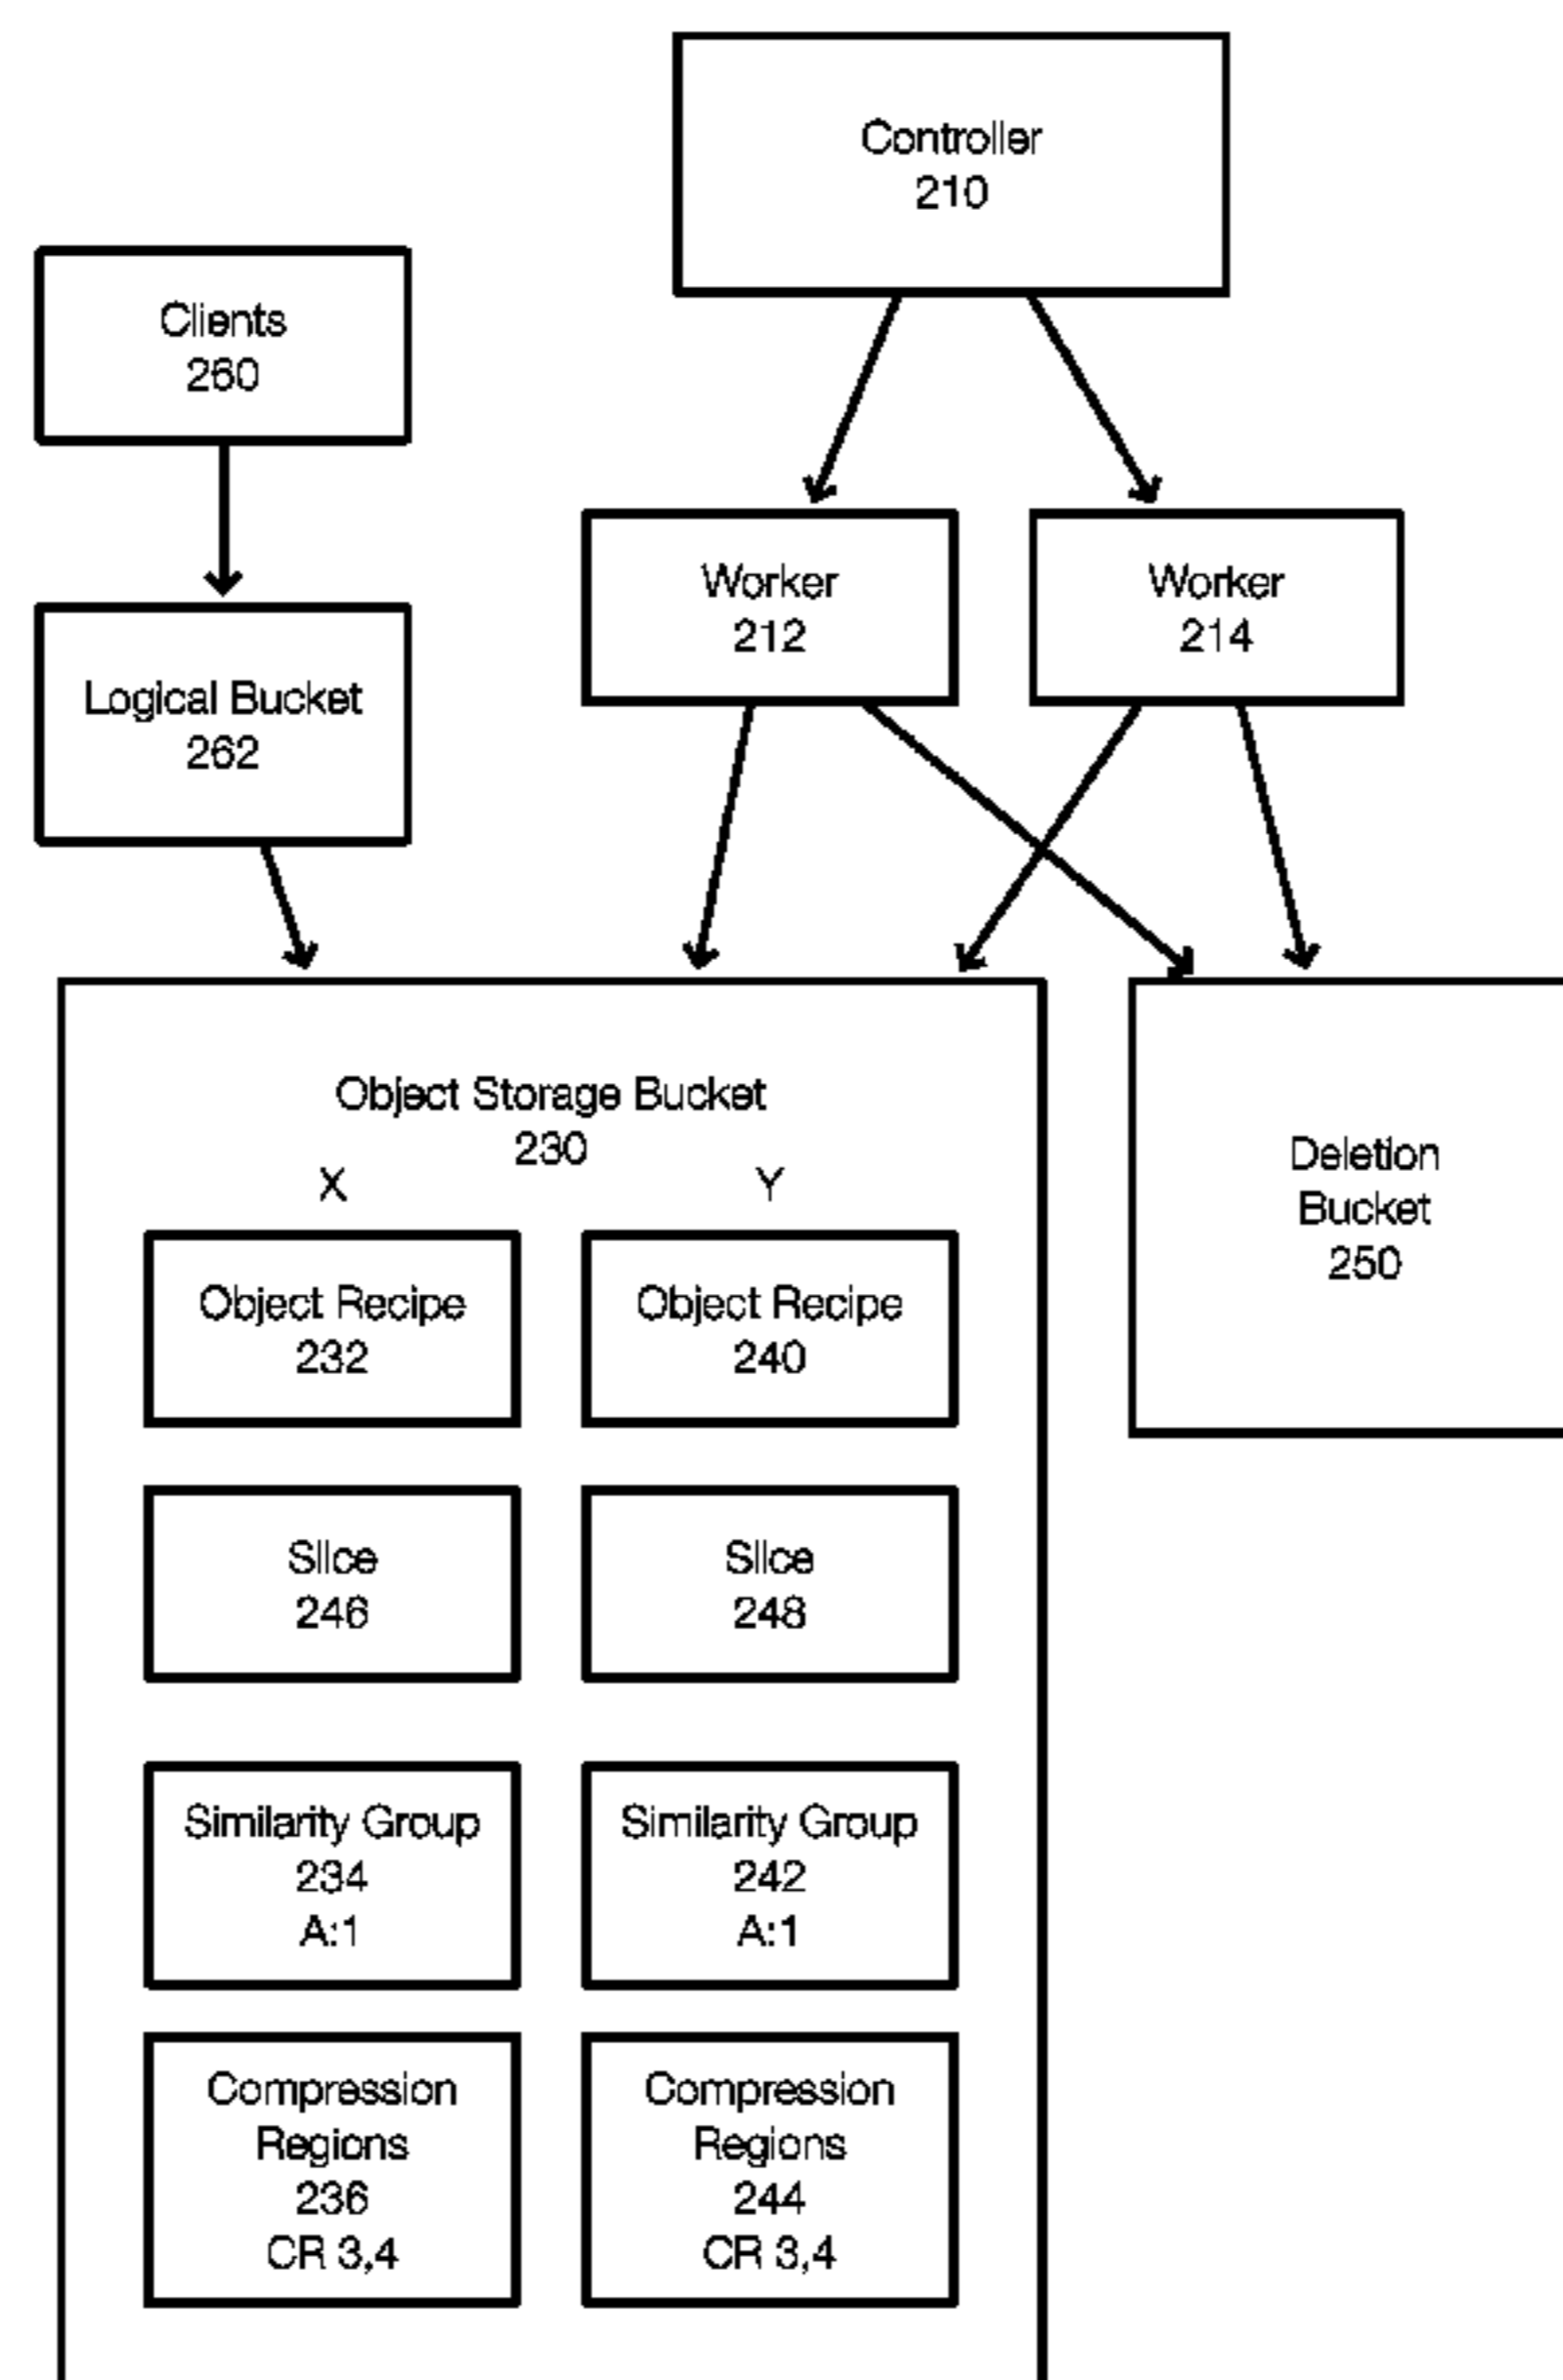 Controller
210
Clients
260
Worker
212
Worker
214
Logical Bucket
262
Object Storage Bucket
230
X
Y
Deletion
Bucket
250
Object Recipe
232
Object Recipe
240
Slice
246
Slice
248
Similarity Group
234
A:1
Similarity Group
242
A:1
Compression
Regions
236
CR 3,4
Compression
Regions
244
CR 3,4